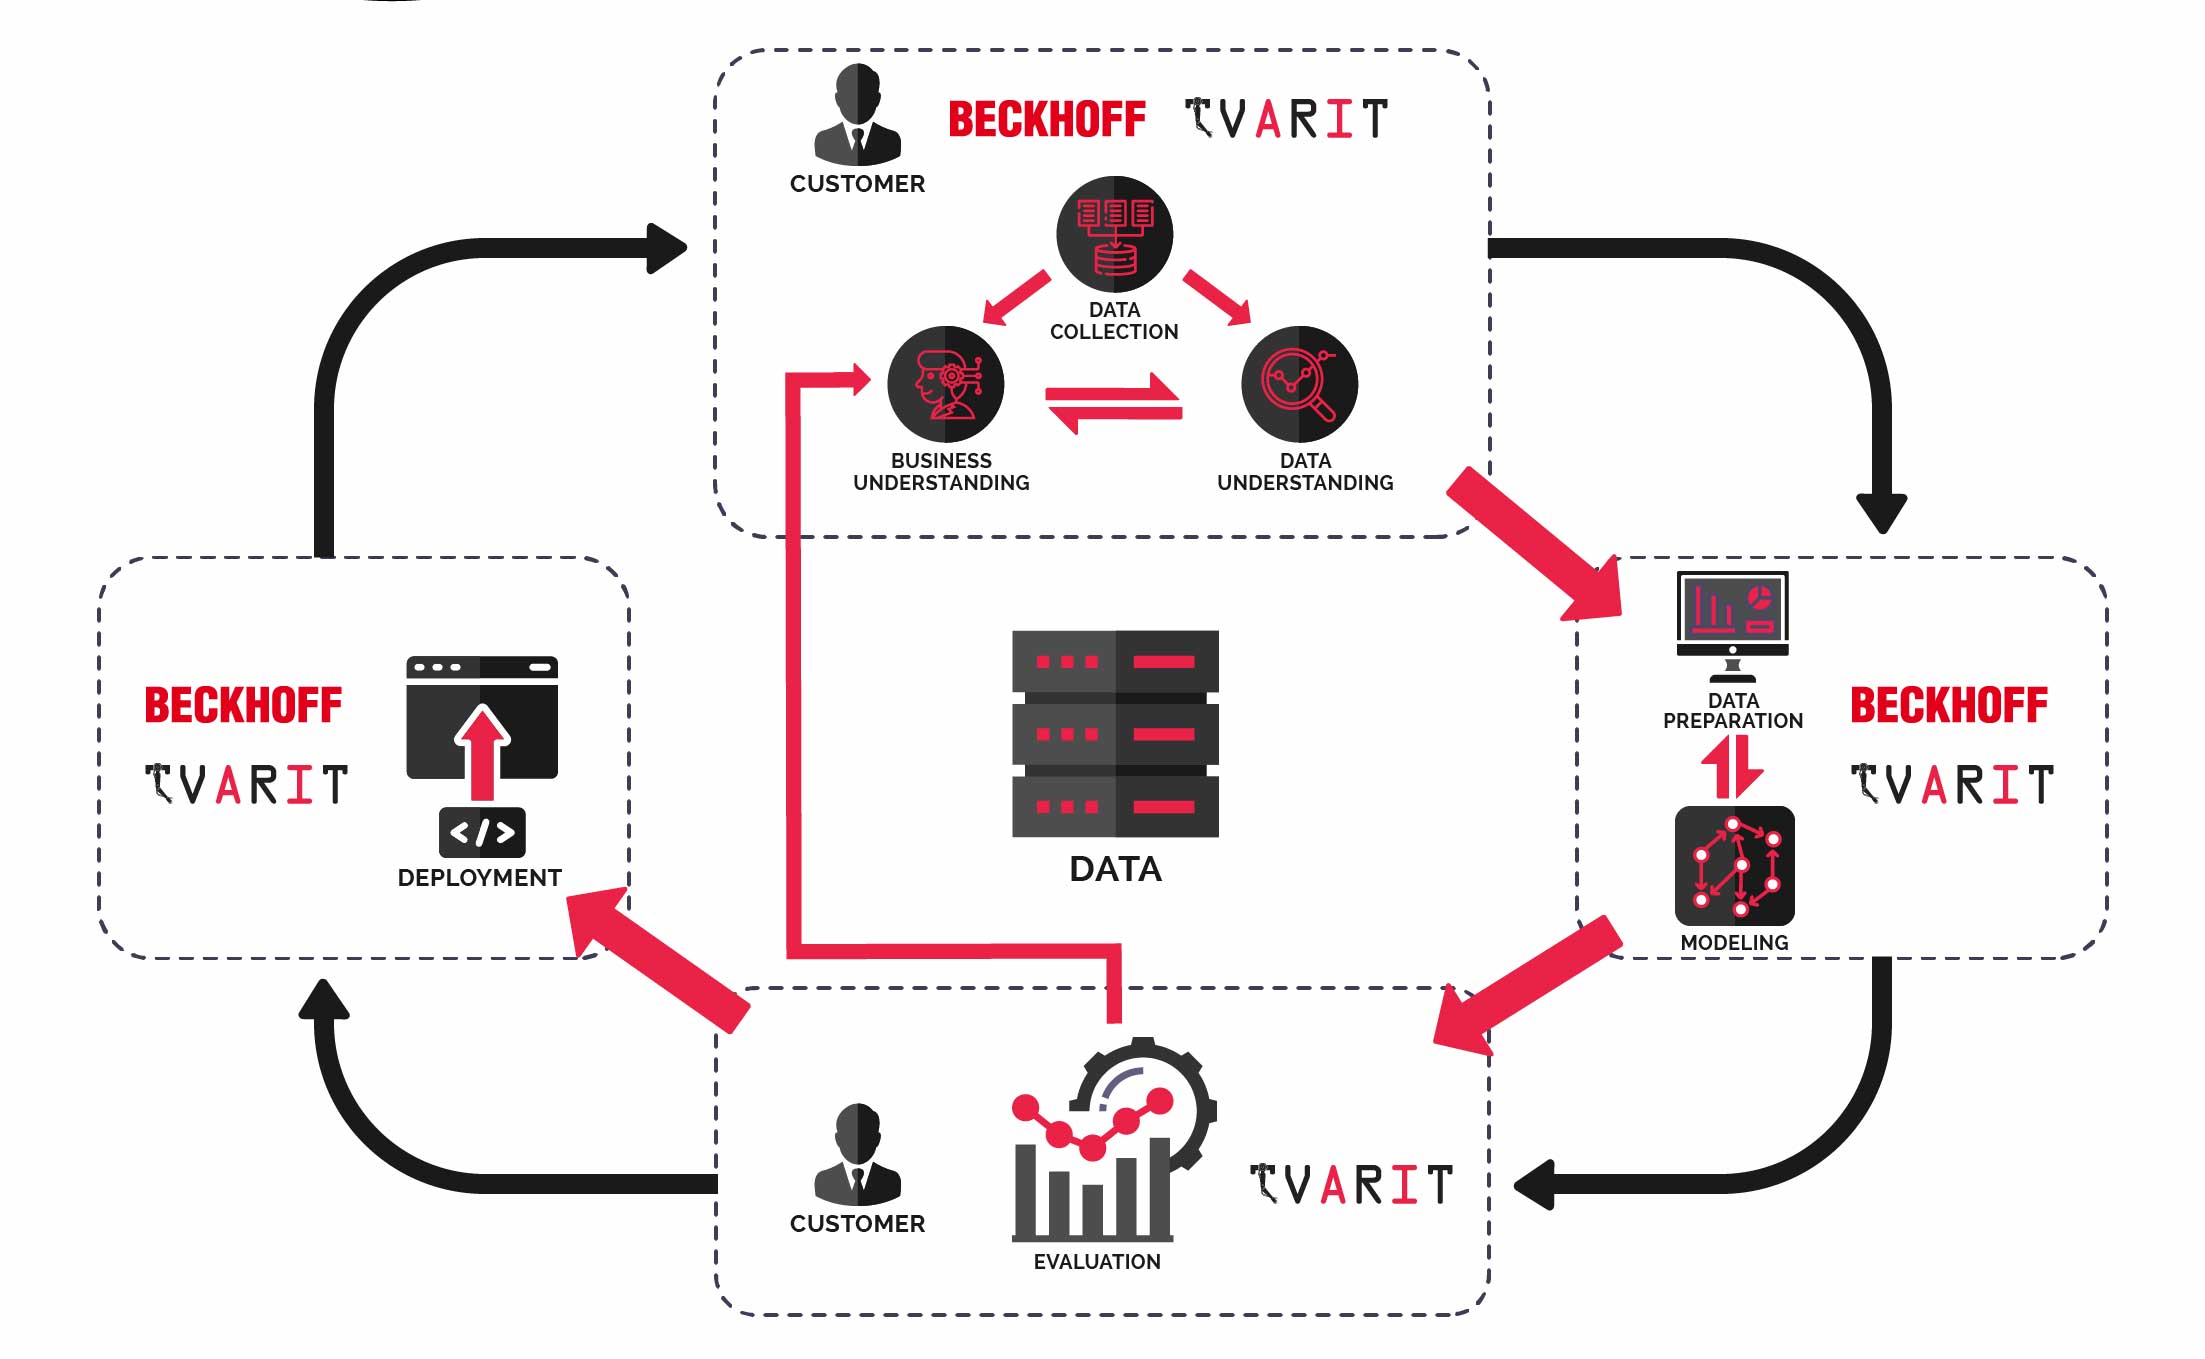 BECKHOFF TVARIT
CUSTOMER
DATA
COLLECTION
BUSINESS
UNDERSTANDING
DATA
UNDERSTANDING
BECKHOFF
TVARIT
</>
DEPLOYMENT
DATA
DATA
PREPARATION
MODELING
BECKHOFF
TVARIT
CUSTOMER
EVALUATION
TVARIT